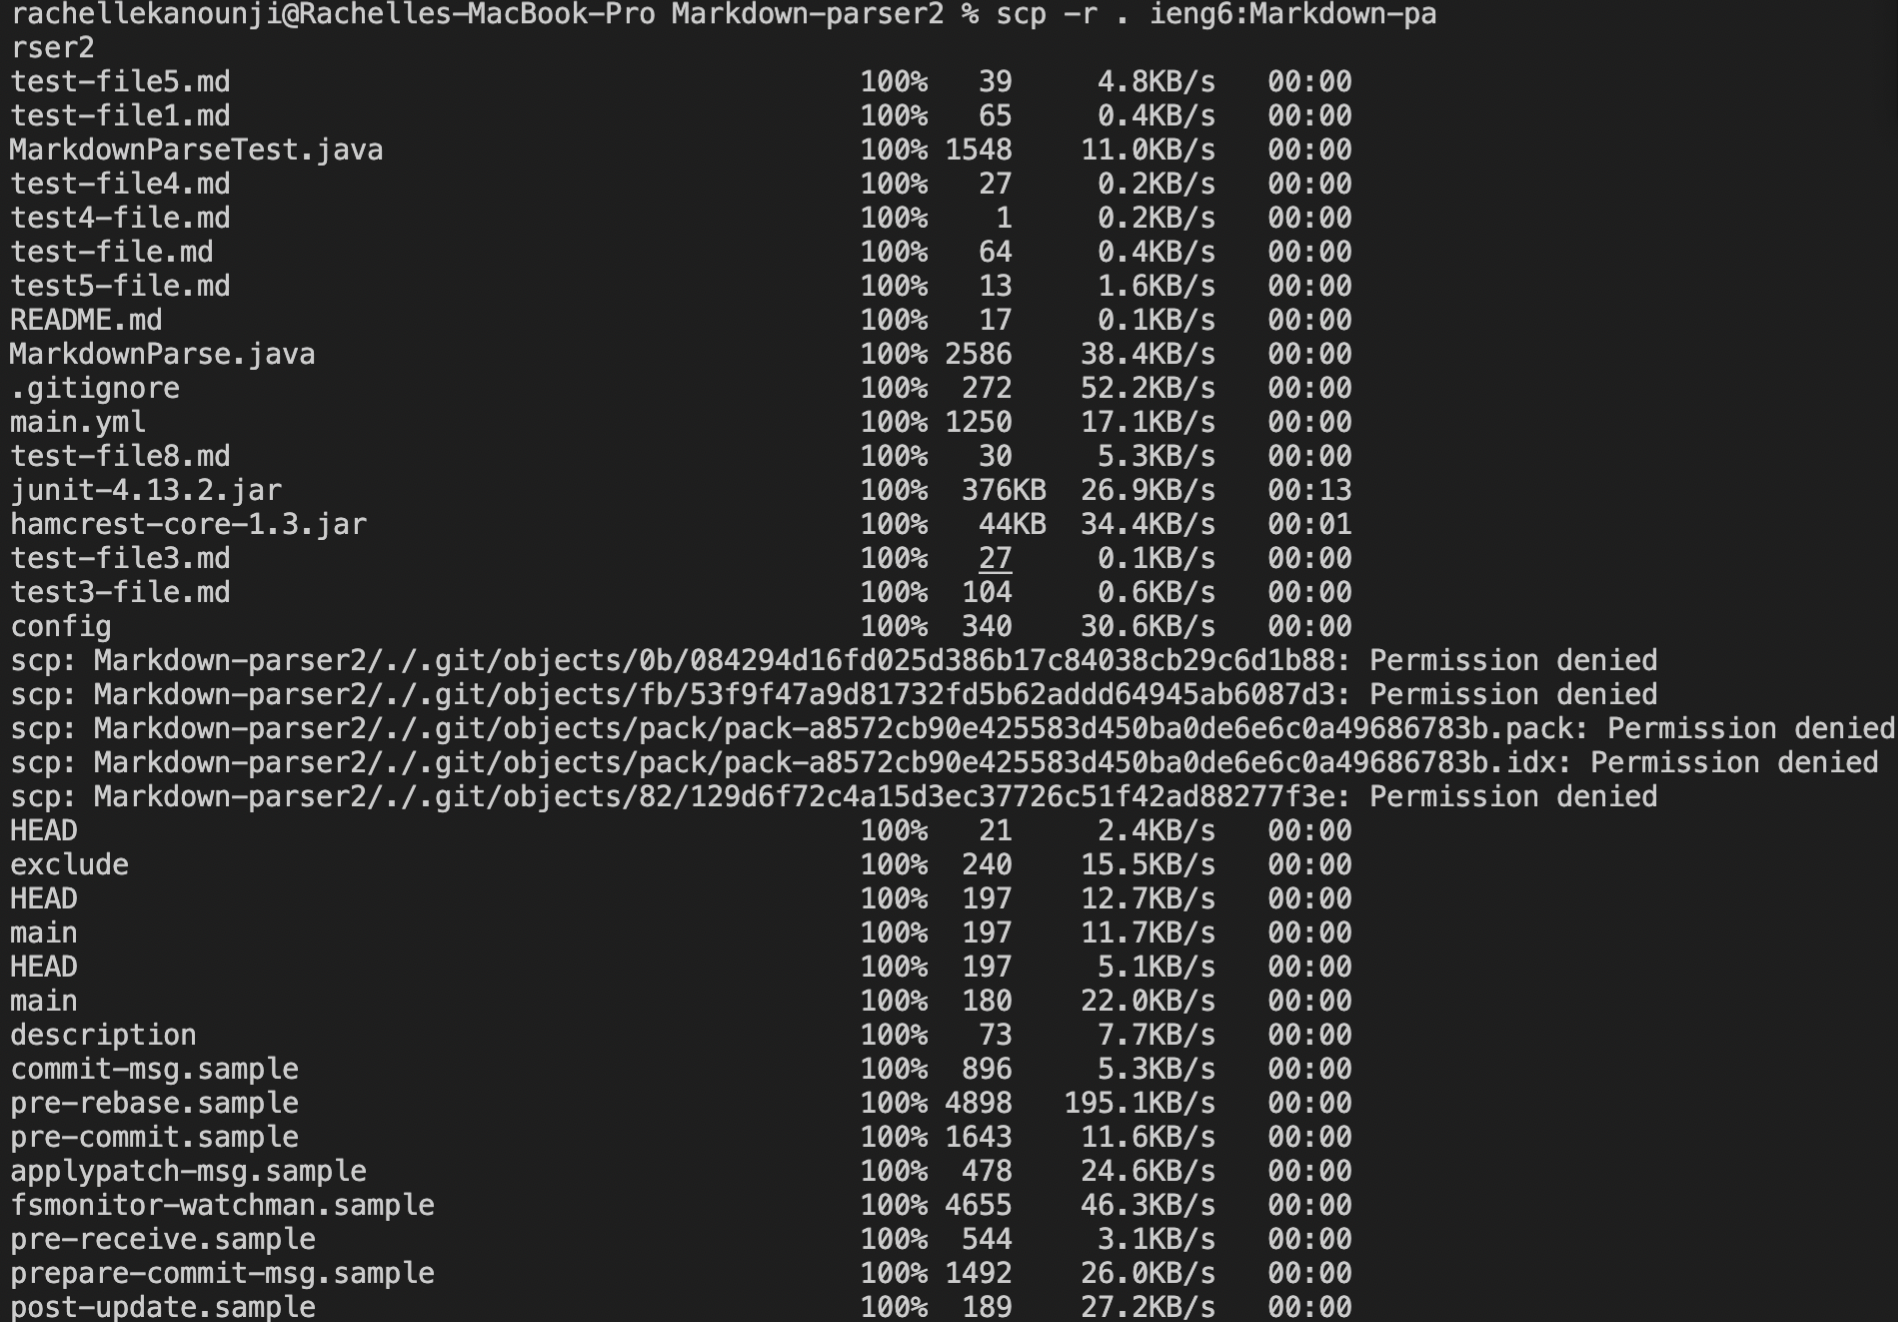 rachellekanounji@Rachelles-MacBook-Pro Markdown-parser2 % scp -r . ieng6:Markdown-pa
rser2
test-file5.md 100% 39 4.8KB/s 00:00
test-file1.md 100% 65 0.4KB/s 00:00
MarkdownParseTest.java 100% 1548 11.0KB/s 00:00
test-file4.md 100% 27 0.2KB/s 00:00
test4-file.md 100% 1 0.2KB/s 00:00
test-file.md 100% 64 0.4KB/s 00:00
test5-file.md 100% 13 1.6KB/s 00:00
README.md 100% 17 0.1KB/s 00:00
MarkdownParse.java 100% 2586 38.4KB/s 00:00
.gitignore 100% 272 52.2KB/s 00:00
main.yml 100% 1250 17.1KB/s 00:00
test-file8.md 100% 30 5.3KB/s 00:00
junit-4.13.2.jar 100% 376KB 26.9KB/s 00:13
hamcrest-core-1.3.jar 100% 44KB 34.4KB/s 00:01
test-file3.md 100% 27 0.1KB/s 00:00
test3-file.md 100% 104 0.6KB/s 00:00
config 100% 340 30.6KB/s 00:00
scp: Markdown-parser2/./.git/objects/0b/084294d16fd025d386b17c84038cb29c6d1b88: Permission denied
scp: Markdown-parser2/./.git/objects/fb/53f9f47a9d81732fd5b62addd64945ab6087d3: Permission denied
scp: Markdown-parser2/./.git/objects/pack/pack-a8572cb90e425583d450ba0de6e6c0a49686783b.pack: Permission denied
scp: Markdown-parser2/./.git/objects/pack/pack-a8572cb90e425583d450ba0de6e6c0a49686783b.idx: Permission denied
scp: Markdown-parser2/./.git/objects/82/129d6f72c4a15d3ec37726c51f42ad88277f3e: Permission denied
HEAD 100% 21 2.4KB/s 00:00
exclude 100% 240 15.5KB/s 00:00
HEAD 100% 197 12.7KB/s 00:00
main 100% 197 11.7KB/s 00:00
HEAD 100% 197 5.1KB/s 00:00
main 100% 180 22.0KB/s 00:00
description 100% 73 7.7KB/s 00:00
commit-msg.sample 100% 896 5.3KB/s 00:00
pre-rebase.sample 100% 4898 195.1KB/s 00:00
pre-commit.sample 100% 1643 11.6KB/s 00:00
applypatch-msg.sample 100% 478 24.6KB/s 00:00
fsmonitor-watchman.sample 100% 4655 46.3KB/s 00:00
pre-receive.sample 100% 544 3.1KB/s 00:00
prepare-commit-msg.sample 100% 1492 26.0KB/s 00:00
post-update.sample 100% 189 27.2KB/s 00:00